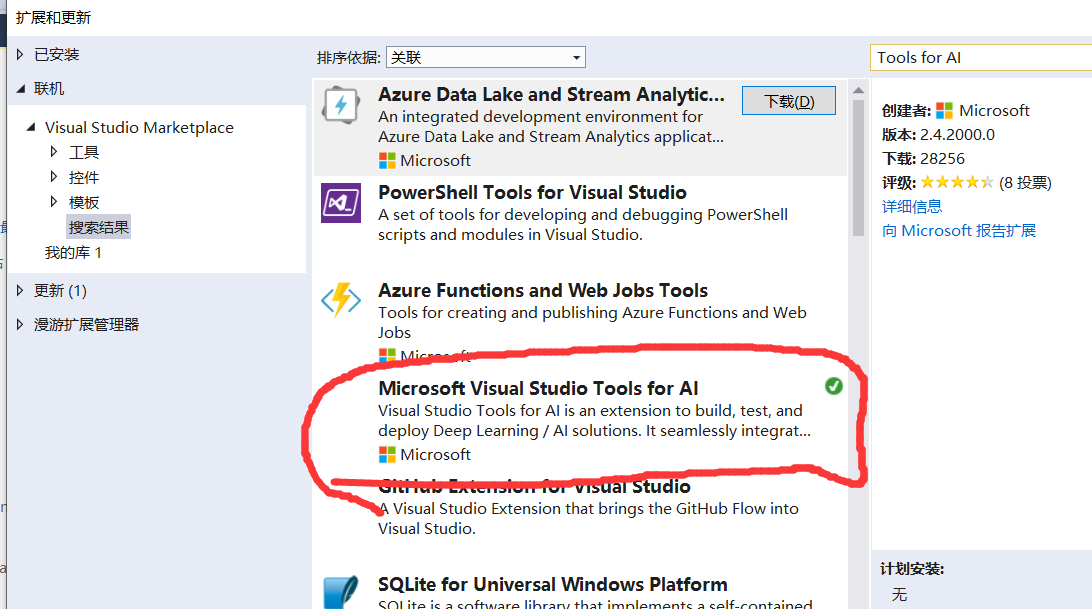 扩展和更新
已安装
联机
Visual Studio Marketplace
工具
控件
模板
搜索结果
我的库 1
更新 (1)
漫游扩展管理器
排序依据: 关联
Azure Data Lake and Stream Analytic...
下载(D)
An integrated development environment for
Azure Data Lake and Stream Analytics applicat...
Microsoft
PowerShell Tools for Visual Studio
A set of tools for developing and debugging PowerShell
scripts and modules in Visual Studio.
Azure Functions and Web Jobs Tools
Tools for creating and publishing Azure Functions and Web
Jobs
Microsoft
Microsoft Visual Studio Tools for AI
Visual Studio Tools for AI is an extension to build, test, and
deploy Deep Learning / AI solutions. It seamlessly integrat...
Microsoft
GitHub Extension for Visual Studio
A Visual Studio Extension that brings the GitHub Flow into
Visual Studio.
SQLite for Universal Windows Platform
SQLite is a software library that implements a self-contained
Tools for AI
创建者: Microsoft
版本: 2.4.2000.0
下载: 28256
评级: (8 投票)
详细信息
向 Microsoft 报告扩展
计划安装:
无